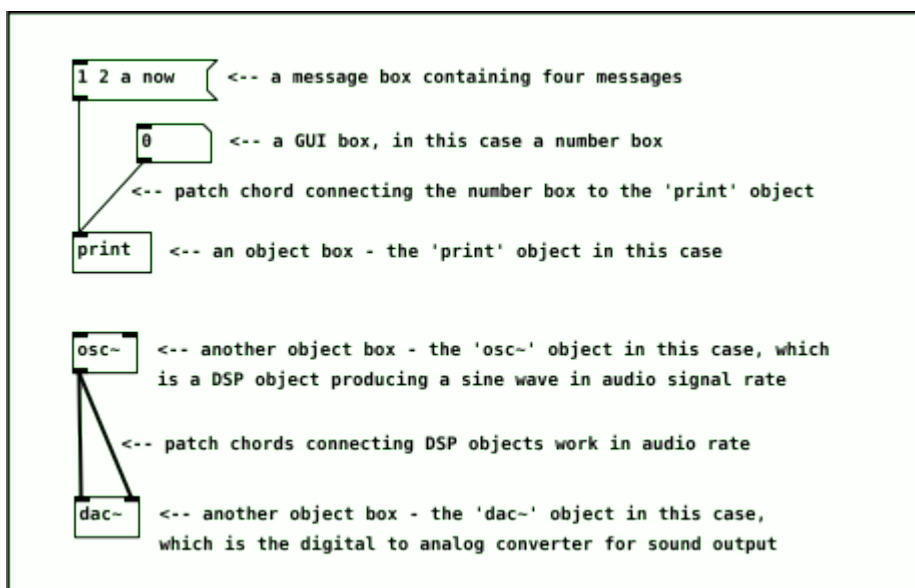 1 2 a now <-- a message box containing four messages
0 <-- a GUI box, in this case a number box
<-- patch chord connecting the number box to the 'print' object
print <-- an object box - the 'print' object in this case
osc~ <-- another object box - the 'osc~' object in this case, which
is a DSP object producing a sine wave in audio signal rate
<-- patch chords connecting DSP objects work in audio rate
dac~ <-- another object box - the 'dac~' object in this case,
which is the digital to analog converter for sound output